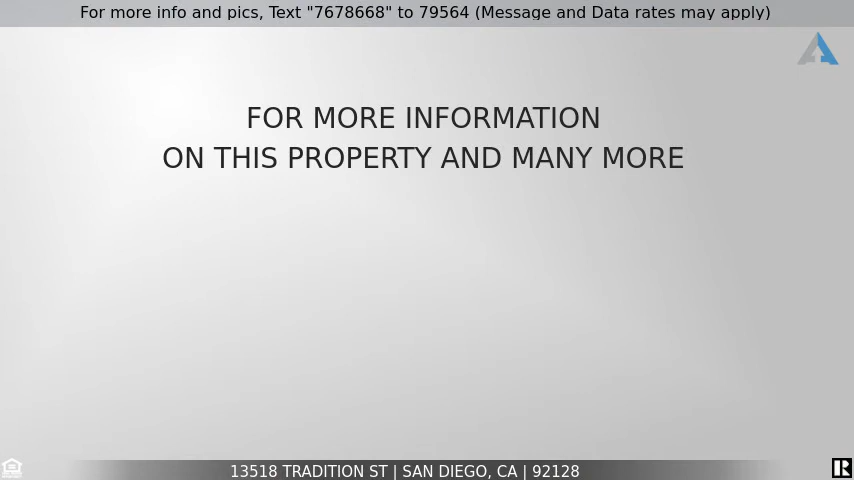 For more info and pics, Text "7678668" to 79564 (Message and Data rates may apply)
FOR MORE INFORMATION
ON THIS PROPERTY AND MANY MORE
13518 TRADITION ST | SAN DIEGO, CA | 92128